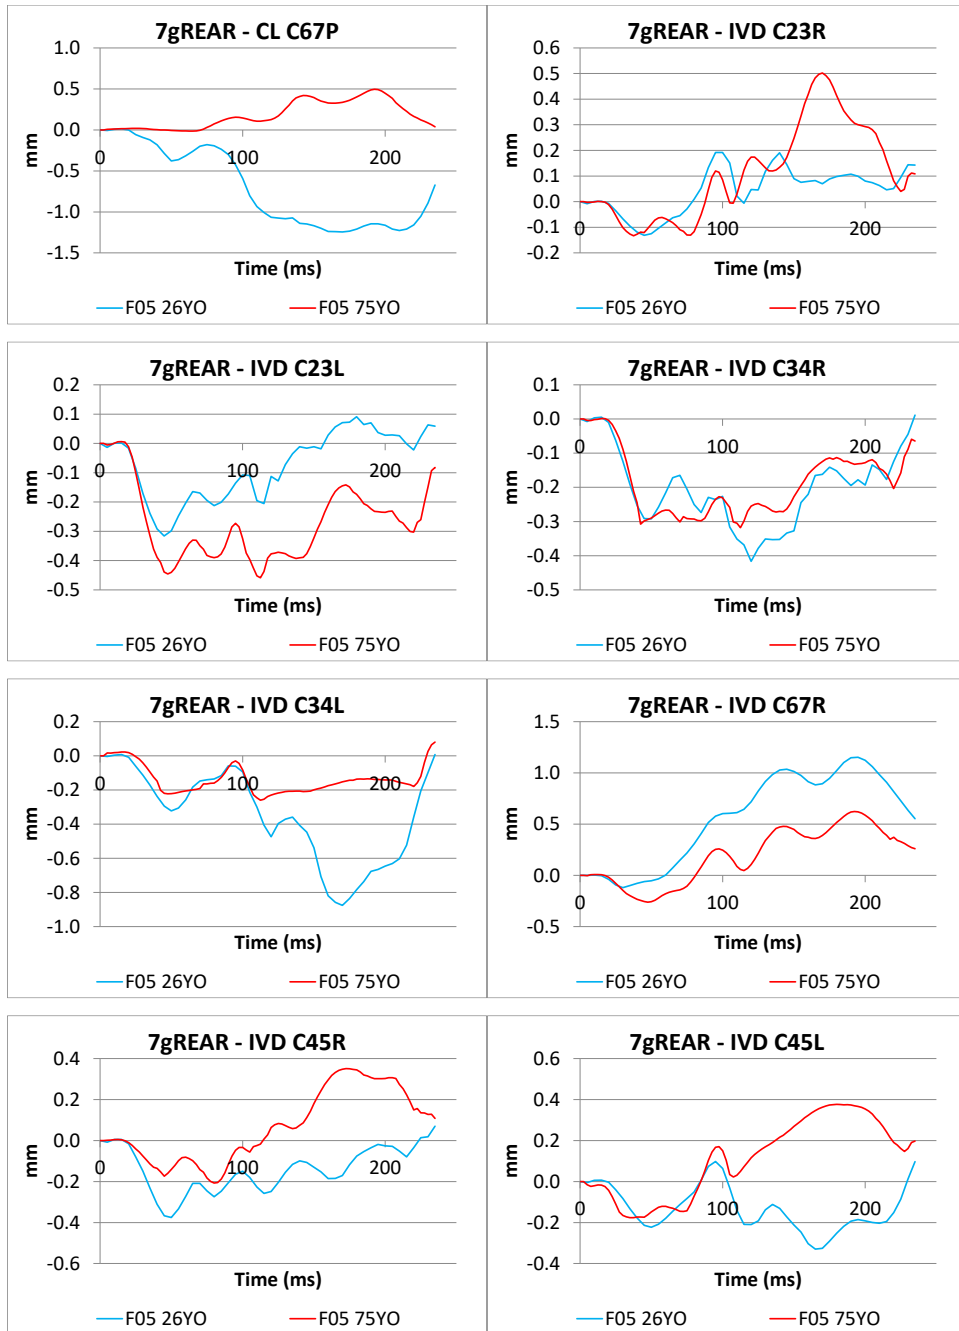 7gREAR - CL C67P
1.0
0.5
0.0
-0.5
-1.0
-1.5
mm
0 100 200
Time (ms)
F05 26YO F05 75YO
7gREAR - IVD C23R
0.6
0.5
0.4
0.3
0.2
0.1
0.0
-0.1
-0.2
mm
0 100 200
Time (ms)
F05 26YO F05 75YO
7gREAR - IVD C23L
0.2
0.1
0.0
-0.1
-0.2
-0.3
-0.4
-0.5
mm
0 100 200
Time (ms)
F05 26YO F05 75YO
7gREAR - IVD C34R
0.1
0.0
-0.1
-0.2
-0.3
-0.4
-0.5
mm
0 100 200
Time (ms)
F05 26YO F05 75YO
7gREAR - IVD C34L
0.2
0.0
-0.2
-0.4
-0.6
-0.8
-1.0
mm
0 100 200
Time (ms)
F05 26YO F05 75YO
7gREAR - IVD C67R
1.5
1.0
0.5
0.0
-0.5
mm
0 100 200
Time (ms)
F05 26YO F05 75YO
7gREAR - IVD C45R
0.4
0.2
0.0
-0.2
-0.4
-0.6
mm
0 100 200
Time (ms)
F05 26YO F05 75YO
7gREAR - IVD C45L
0.6
0.4
0.2
0.0
-0.2
-0.4
mm
0 100 200
Time (ms)
F05 26YO F05 75YO